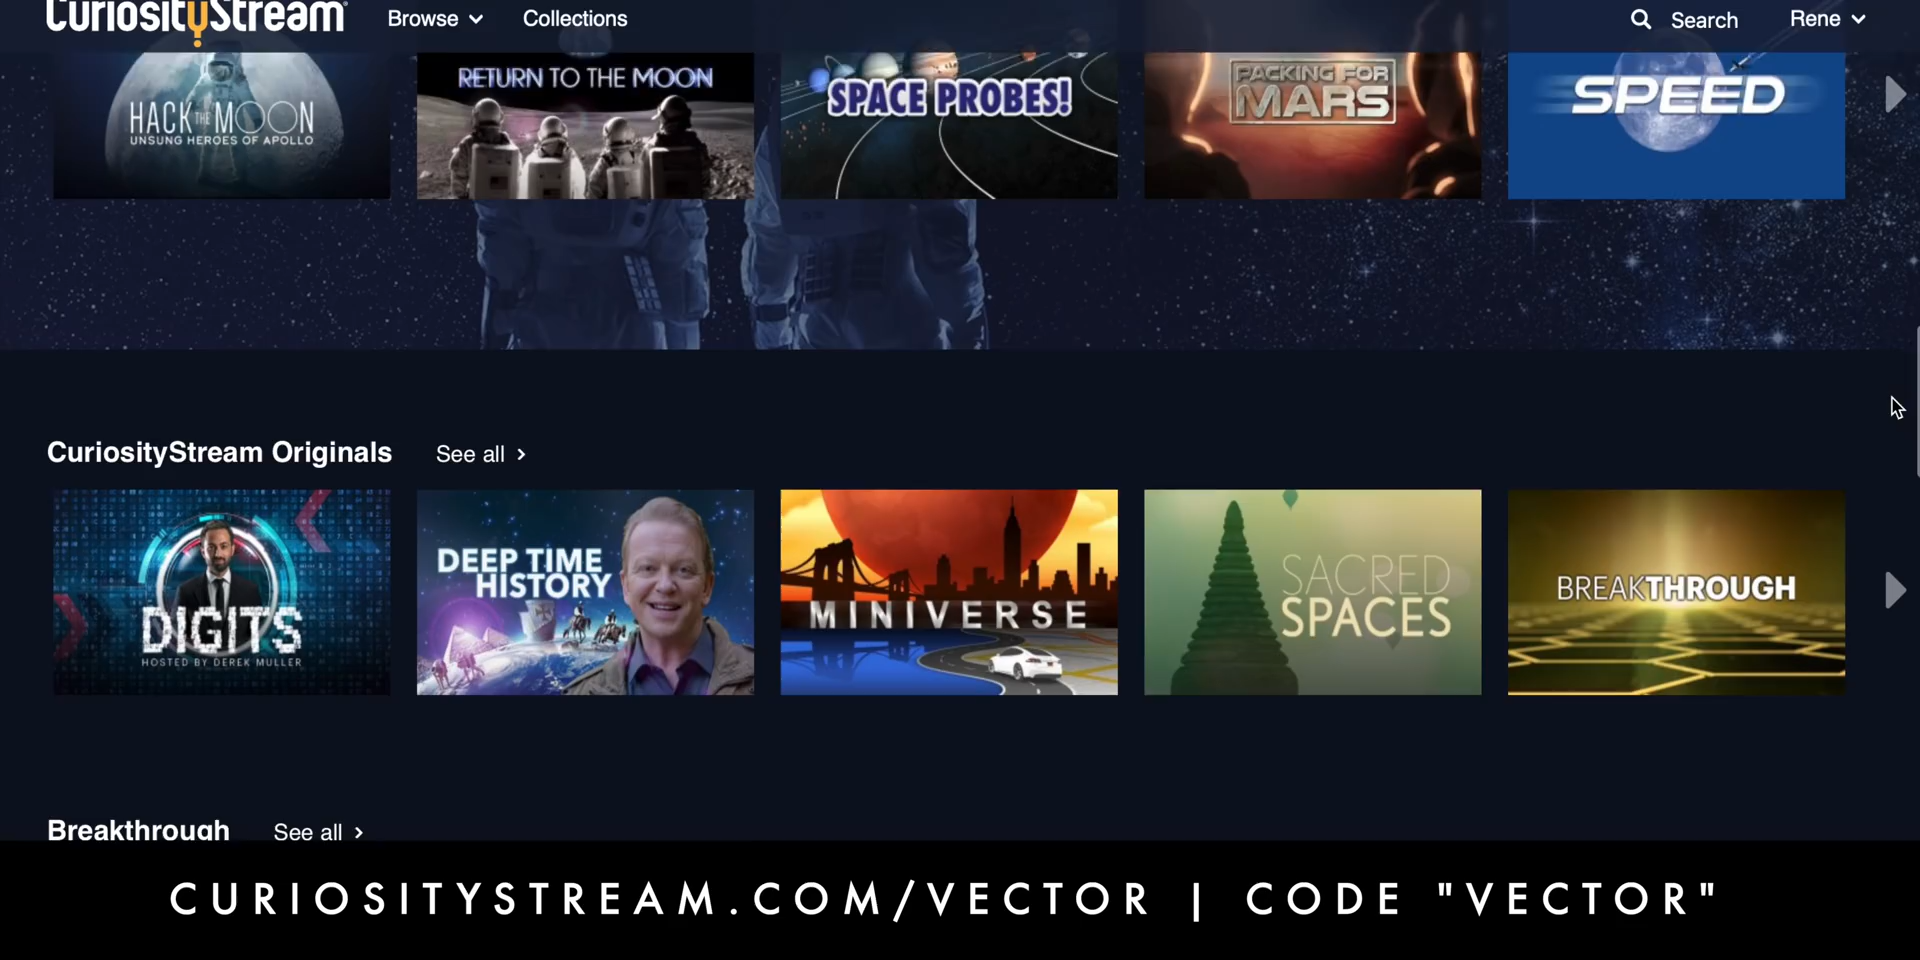 CuriosityStream Browse Collections Search Rene
HACK THE MOON
UNSUNG HEROES OF APOLLO
RETURN TO THE MOON
SPACE PROBES!
PACKING FOR
MARS
SPEED
CuriosityStream Originals See all
DIGITS
HOSTED BY DEREK MULLER
DEEP TIME
HISTORY
MINIVERSE
SACRED
SPACES
BREAKTHROUGH
Breakthrough See all
CURIOSITYSTREAM.COM/VECTOR | CODE "VECTOR"